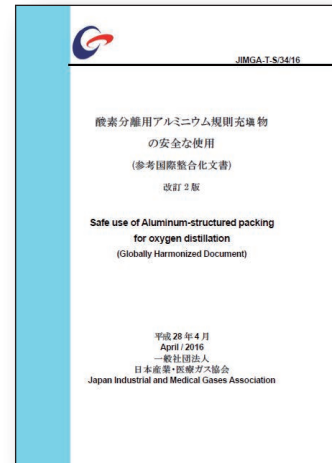 JIMGA-T-S/34/16
酸素分離用アルミニウム規則充塡物
の安全な使用
(参考国際整合化文書)
改訂 2 版
Safe use of Aluminum-structured packing
for oxygen distillation
(Globally Harmonized Document)
平成 28 年 4 月
April / 2016
一般社団法人
日本産業・医療ガス協会
Japan Industrial and Medical Gases Association